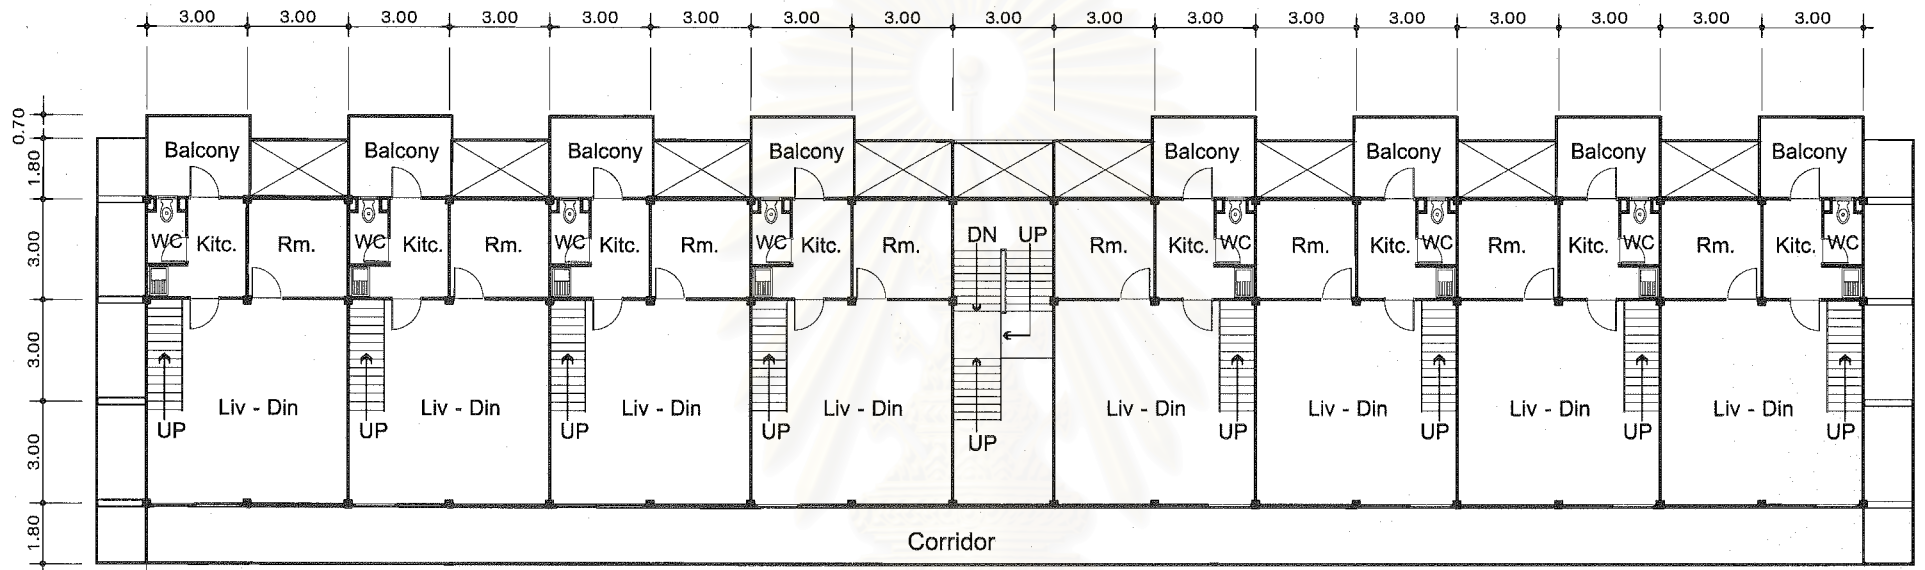 3.00 3.00 3.00 3.00 3.00 3.00 3.00 3.00 3.00 3.00 3.00 3.00 3.00 3.00 3.00 3.00 3.00
0.70
1.80
3.00
3.00
3.00
1.80
Balcony Balcony Balcony Balcony Balcony Balcony Balcony Balcony
WC Kitc. Rm. WC Kitc. Rm. WC Kitc. Rm. WC Kitc. Rm. DN UP Rm. Kitc. WC Rm. Kitc. WC Rm. Kitc. WC Rm. Kitc. WC
Liv - Din Liv - Din Liv - Din Liv - Din Liv - Din Liv - Din Liv - Din Liv - Din
UP UP UP UP UP UP UP UP UP
Corridor